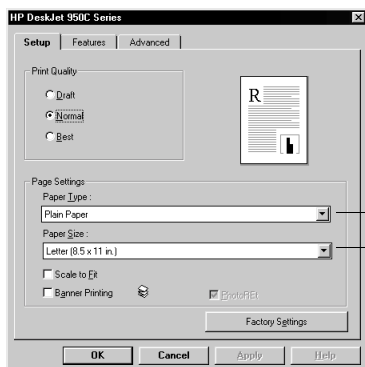 HP DeskJet 950C Series
Setup Features Advanced
Print Quality
Draft
Normal
Best
R
Page Settings
Paper Type :
Plain Paper
Paper Size :
Letter (8.5 x 11 in.)
Scale to Fit
Banner Printing PhotoREt
Factory Settings
OK Cancel Apply Help